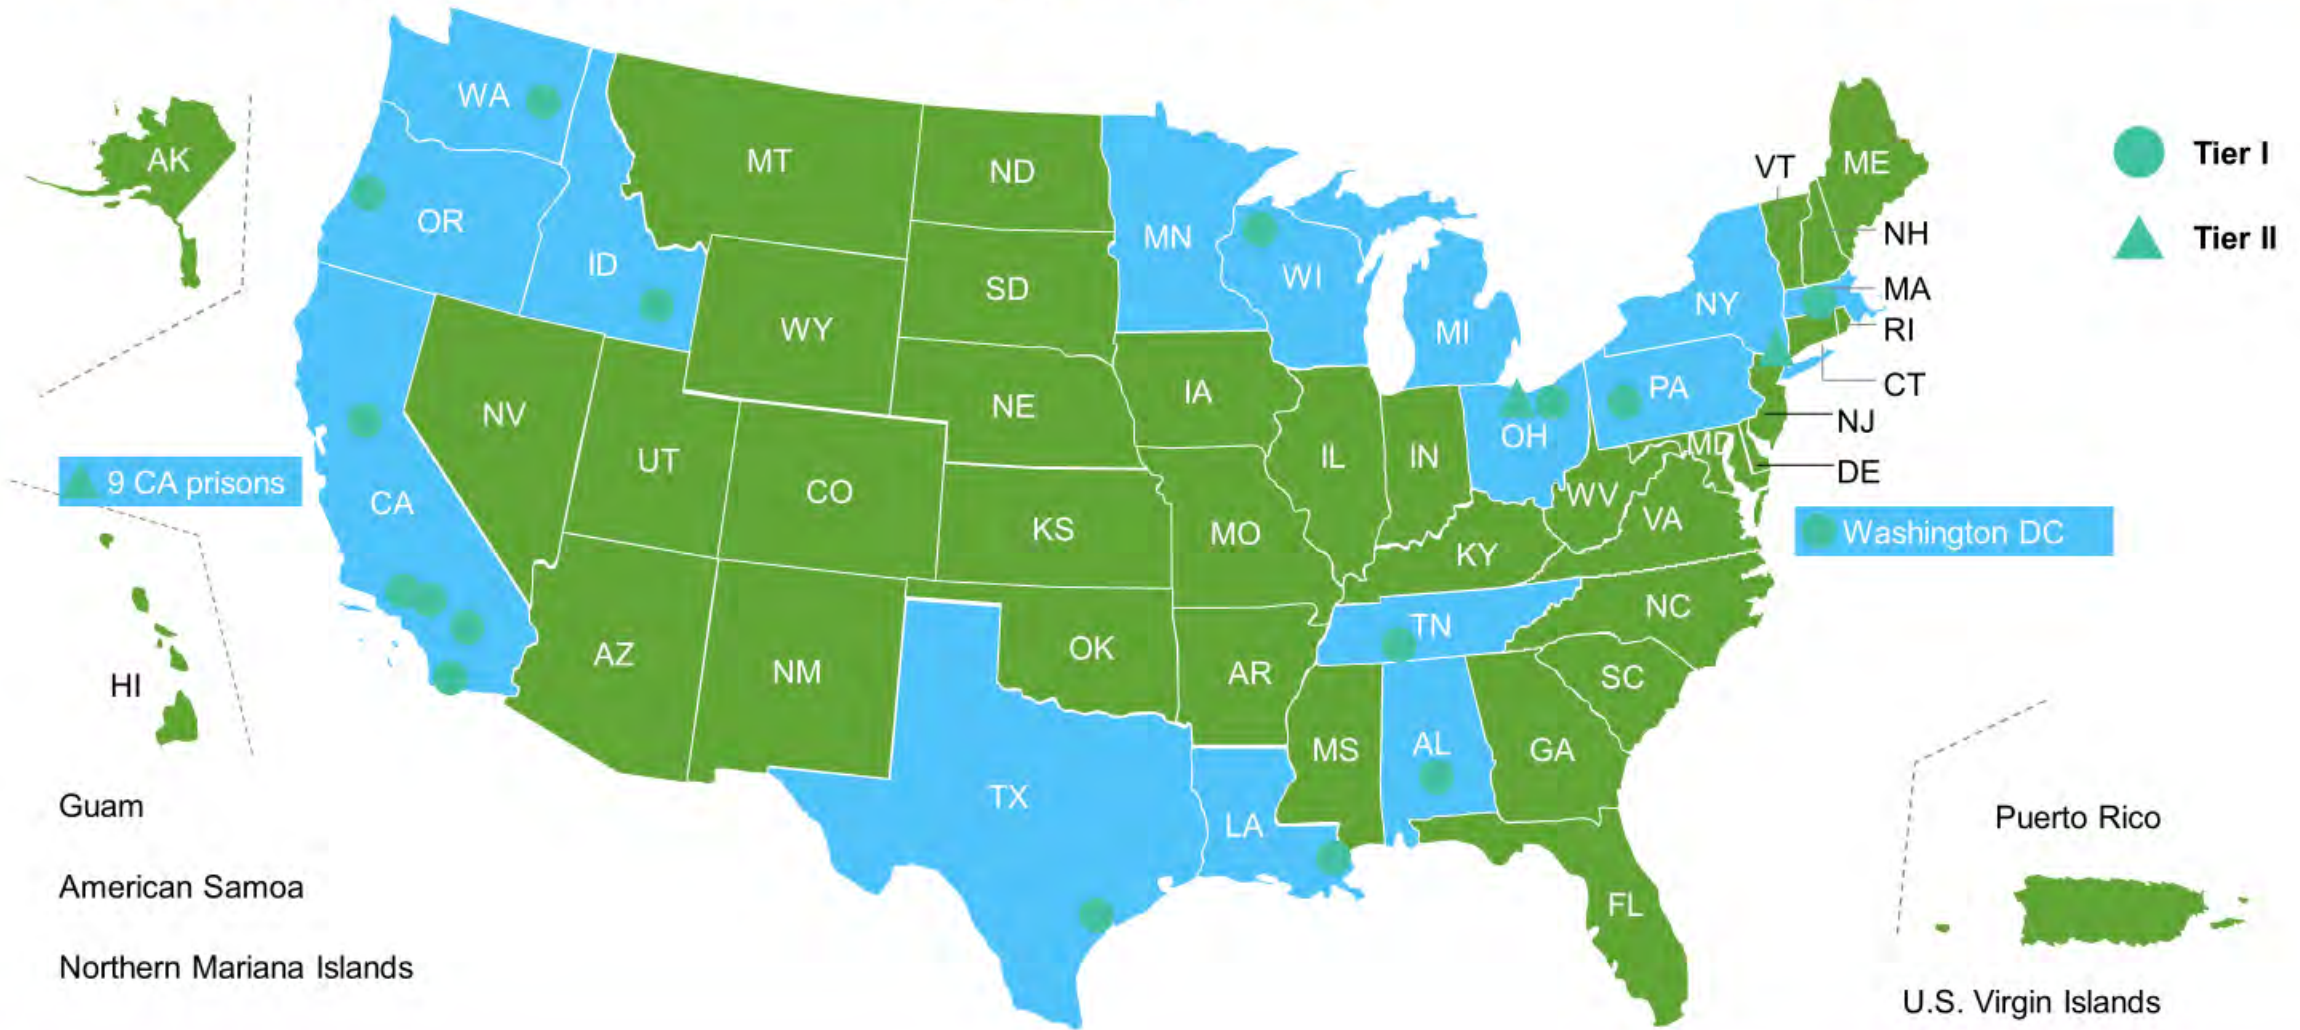 WA
AK
MT
ND
VT
ME
Tier I
OR
MN
NH
Tier II
ID
SD
WI
MA
NY
WY
MI
RI
PA
CT
NV
NE
IA
NJ
OH
MD
UT
IL
IN
DE
9 CA prisons
CO
WV
CA
KS
MO
VA
Washington DC
KY
NC
TN
AZ
OK
NM
AR
SC
HI
MS
AL
GA
TX
Guam
LA
Puerto Rico
American Samoa
FL
Northern Mariana Islands
U.S. Virgin Islands